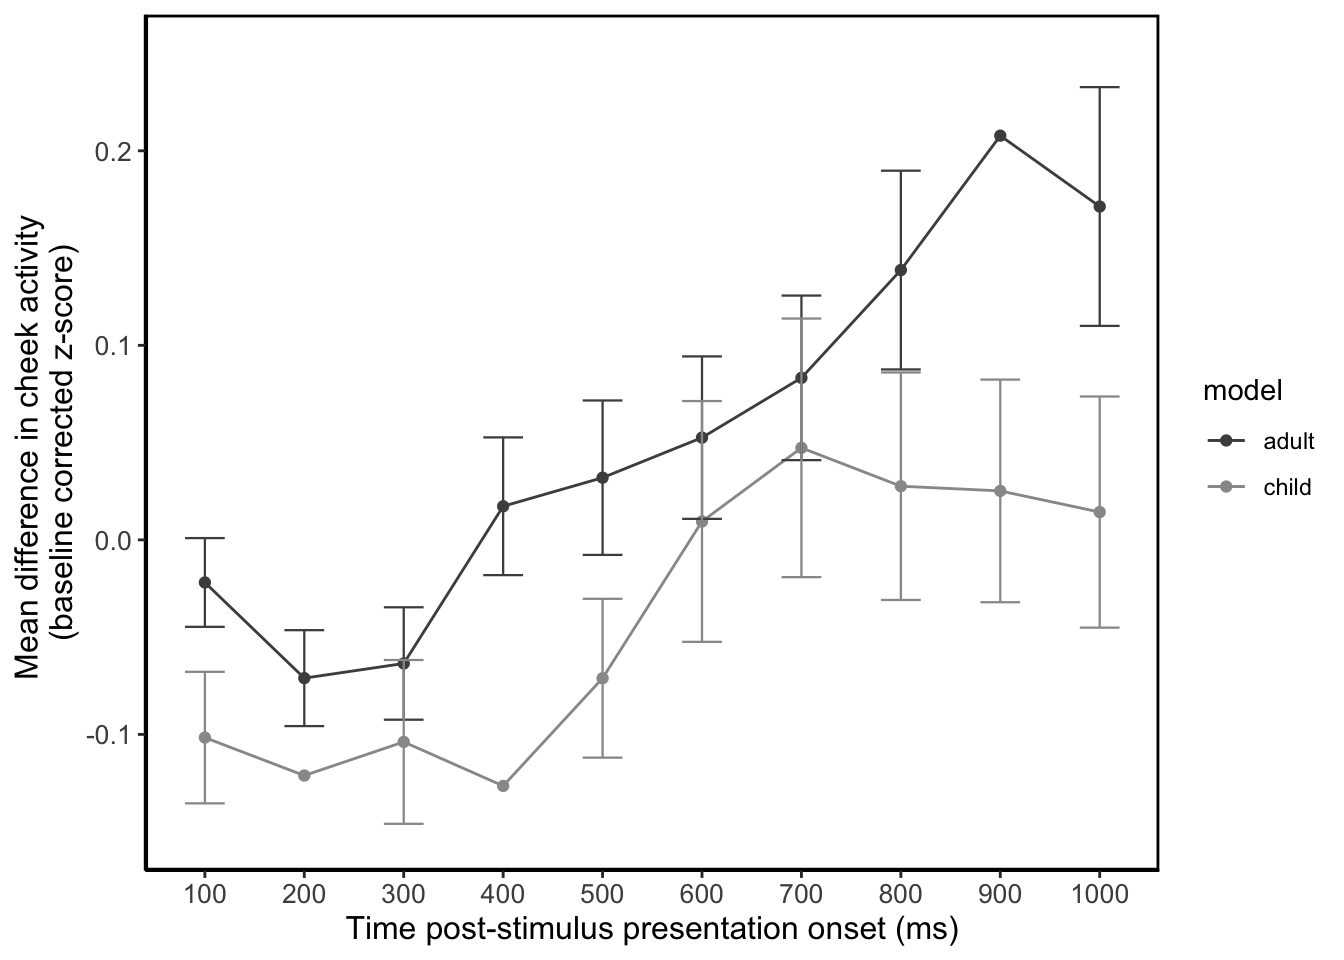 Mean difference in cheek activity
(baseline corrected z-score)
0.2
0.1
0.0
-0.1
100 200 300 400 500 600 700 800 900 1000
Time post-stimulus presentation onset (ms)
model
adult
child